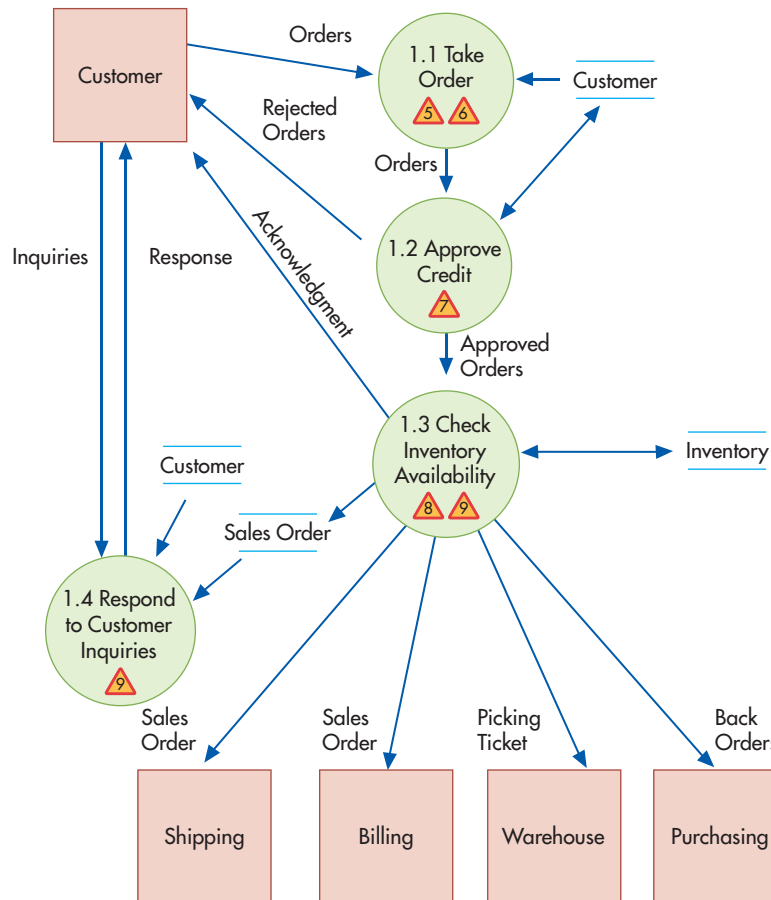 Customer
Orders
1.1 Take
Order
5
6
Customer
Rejected
Orders
Orders
Acknowledgment
1.2 Approve
Credit
7
Inquiries
Response
Approved
Orders
1.3 Check
Inventory
Availability
8
9
Inventory
Customer
Sales Order
1.4 Respond
to Customer
Inquiries
9
Sales
Order
Sales
Order
Picking
Ticket
Back
Orders
Shipping
Billing
Warehouse
Purchasing